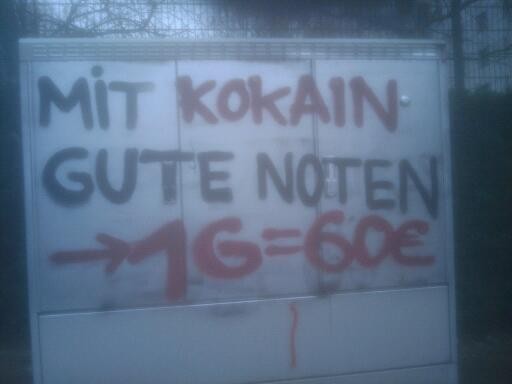 MiT KOKAIN
GUTE NOTEN
→ 1G=60€